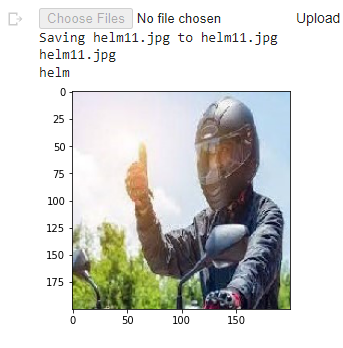 Choose Files No file chosen Upload
Saving helm11.jpg to helm11.jpg
helm11.jpg
helm
0
25
50
75
100
125
150
175
0 50 100 150